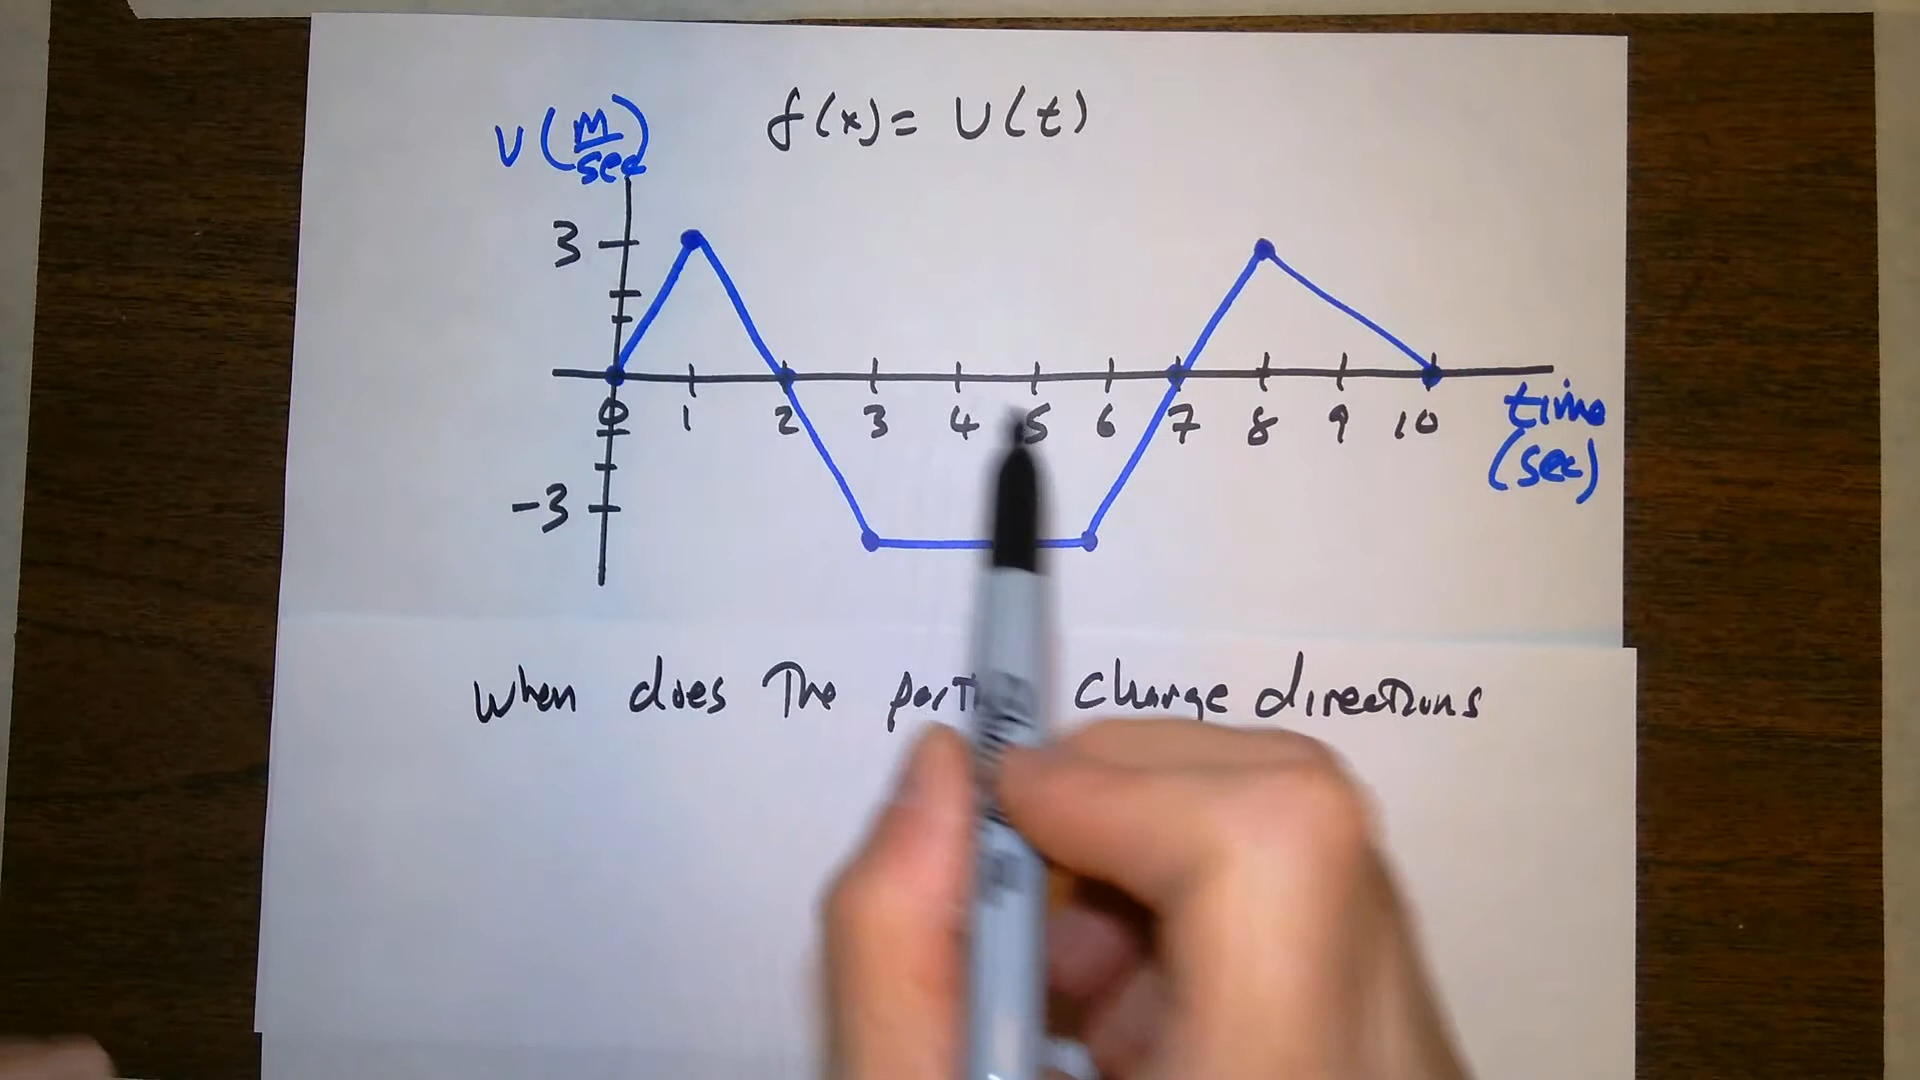 f(x) = v(t)
v (m/sec)
3
0 1 2 3 4 5 6 7 8 9 10
time
(sec)
-3
when does the change directions